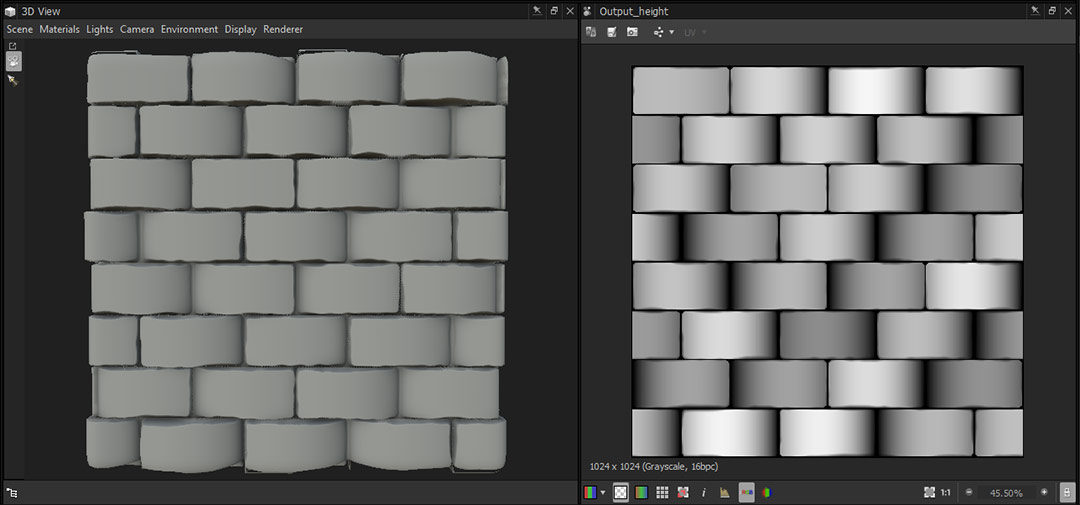 3D View
Scene Materials Lights Camera Environment Display Renderer
Output_height
UV
1024 x 1024 (Grayscale, 16bpc)
i
RGB
1:1
45.50%